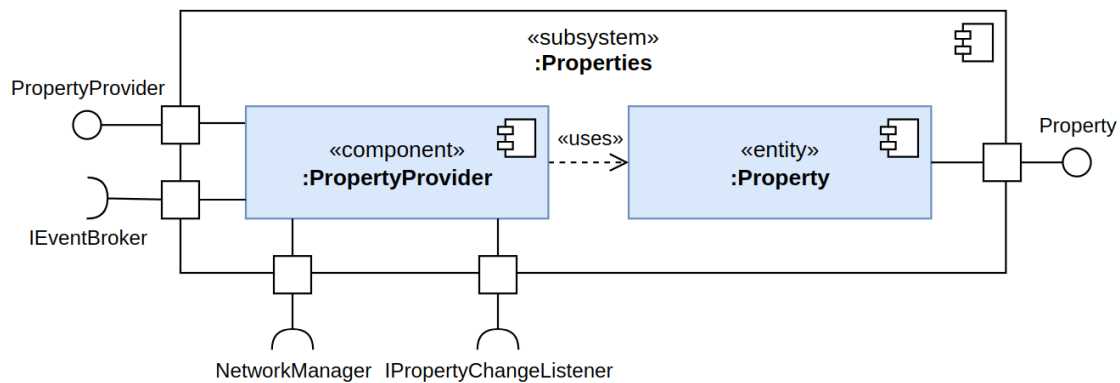 «subsystem»
:Properties
PropertyProvider
Property
«component»
:PropertyProvider
«uses»
«entity»
:Property
IEventBroker
NetworkManager
IPropertyChangeListener